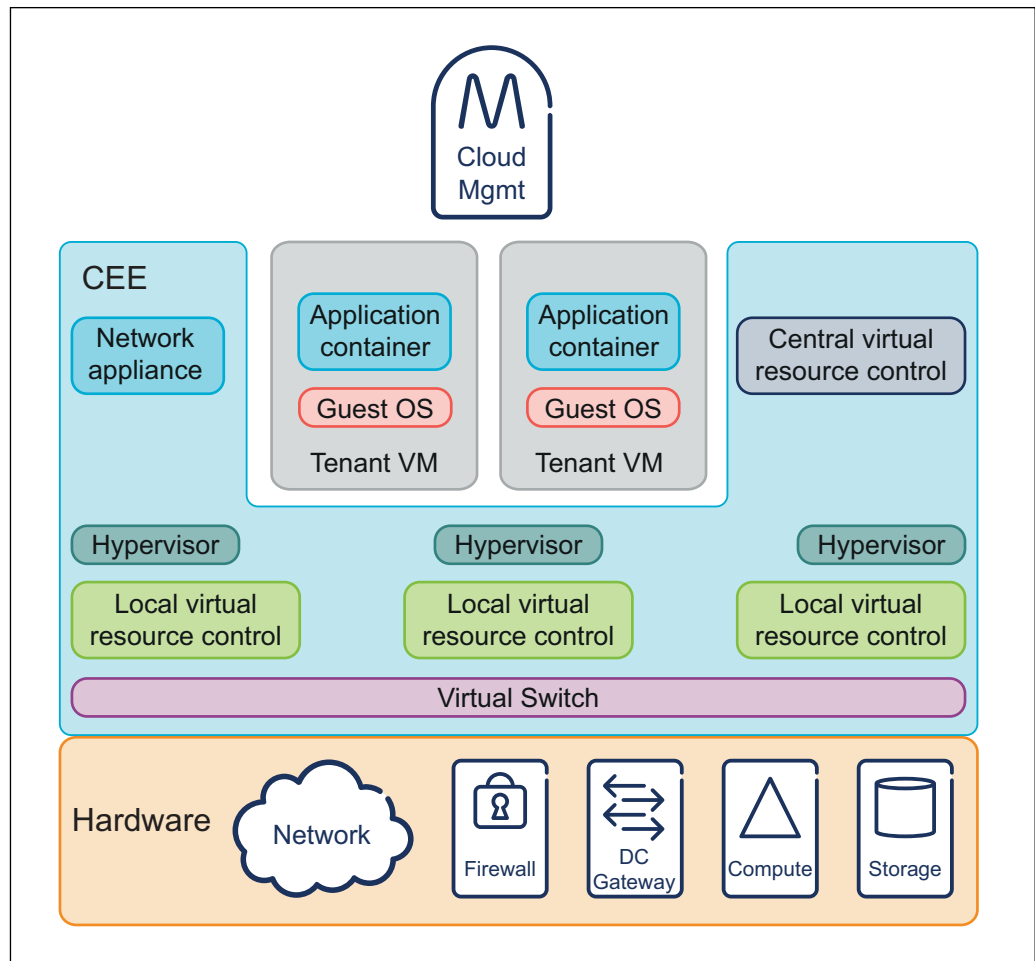 Cloud
Mgmt
CEE
Network
appliance
Application
container
Guest OS
Tenant VM
Application
container
Guest OS
Tenant VM
Central virtual
resource control
Hypervisor
Hypervisor
Hypervisor
Local virtual
resource control
Local virtual
resource control
Local virtual
resource control
Virtual Switch
Hardware
Network
Firewall
DC
Gateway
Compute
Storage